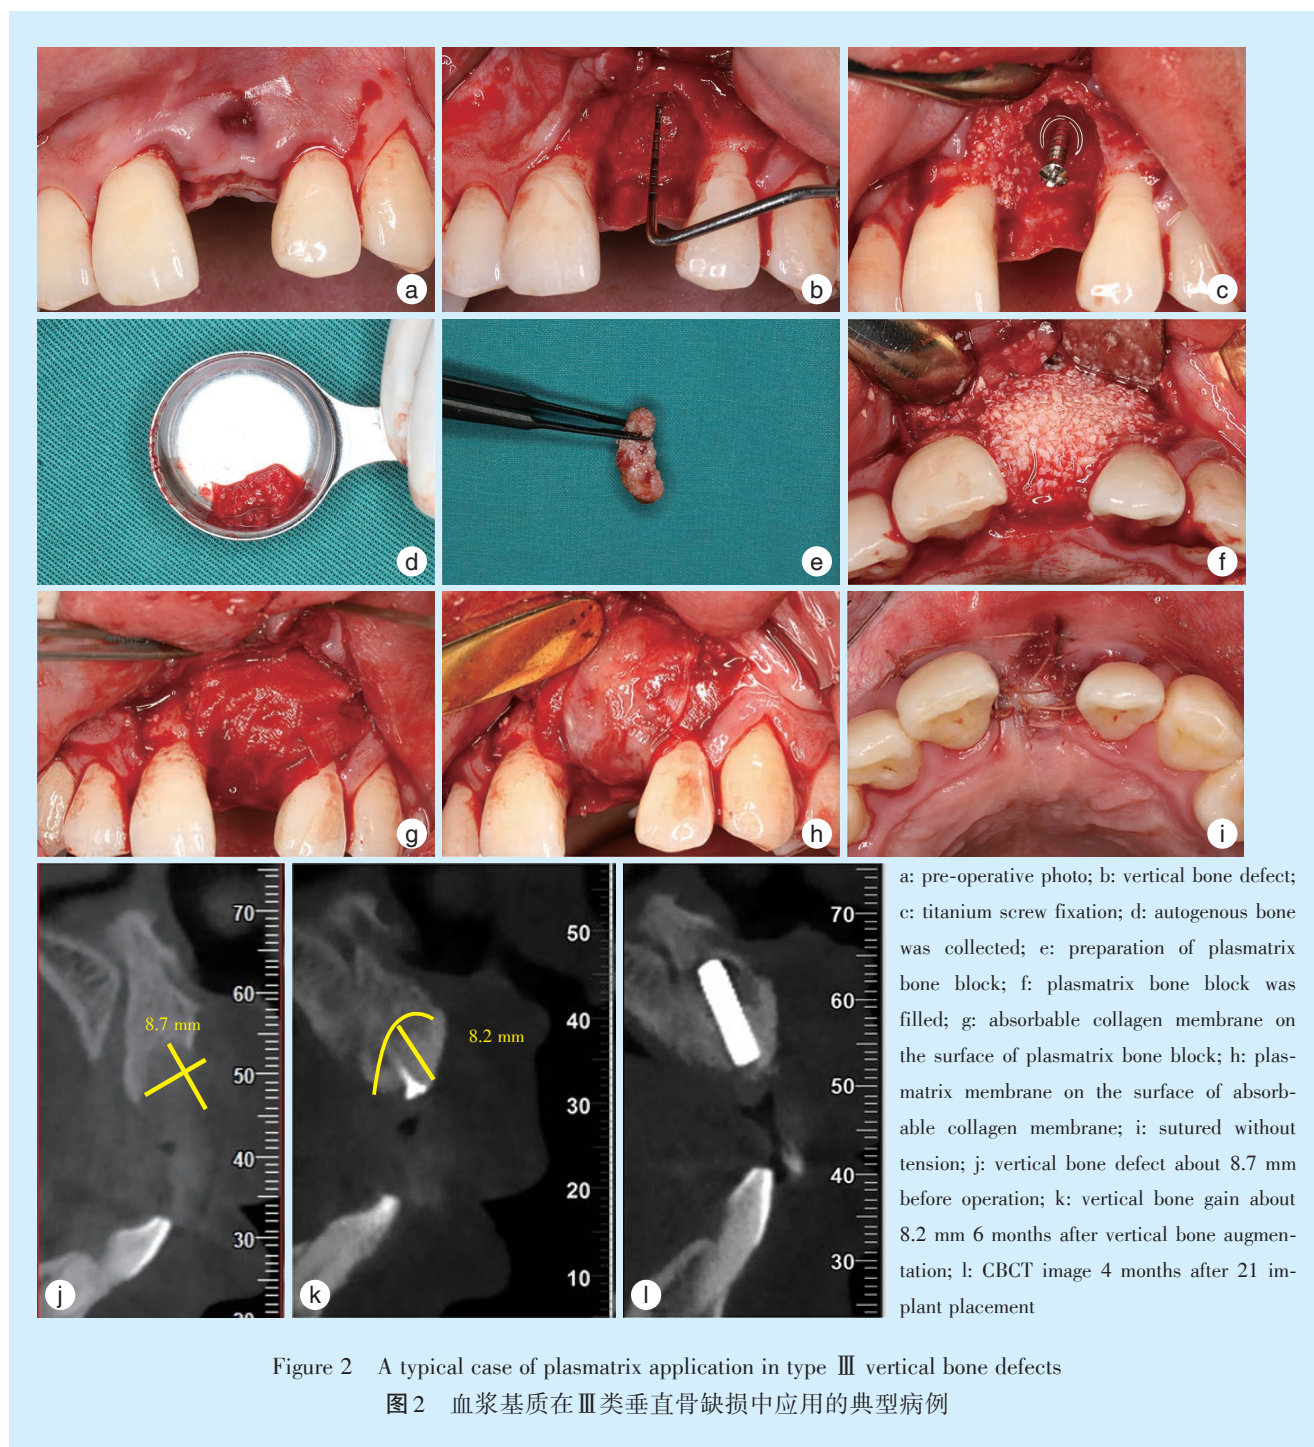 a
b
c
d
e
f
g
h
i
70
60
8.7 mm
50
40
30
j
50
40
8.2 mm
30
20
10
k
70
60
50
40
30
l
a: pre-operative photo; b: vertical bone defect;
c: titanium screw fixation; d: autogenous bone
was collected; e: preparation of plasmatrix
bone block; f: plasmatrix bone block was
filled; g: absorbable collagen membrane on
the surface of plasmatrix bone block; h: plas-
matrix membrane on the surface of absorb-
able collagen membrane; i: sutured without
tension; j: vertical bone defect about 8.7 mm
before operation; k: vertical bone gain about
8.2 mm 6 months after vertical bone augmen-
tation; l: CBCT image 4 months after 21 im-
plant placement
Figure 2 A typical case of plasmatrix application in type Ⅲ vertical bone defects
图2 血浆基质在Ⅲ类垂直骨缺损中应用的典型病例